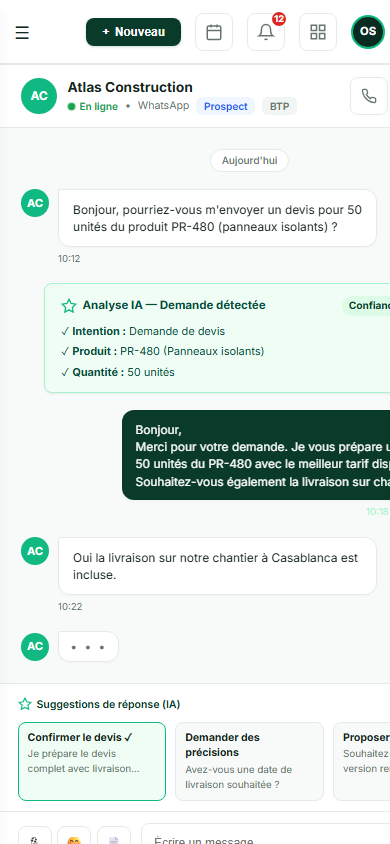 + Nouveau
12
OS
AC
Atlas Construction
En ligne • WhatsApp Prospect BTP
Aujourd'hui
AC
Bonjour, pourriez-vous m'envoyer un devis pour 50
unités du produit PR-480 (panneaux isolants) ?
10:12
Analyse IA — Demande détectée
✓ Intention : Demande de devis
✓ Produit : PR-480 (Panneaux isolants)
✓ Quantité : 50 unités
Bonjour,
Merci pour votre demande. Je vous prépare
50 unités du PR-480 avec le meilleur tarif
Souhaitez-vous également la livraison sur
10:18
AC
Oui la livraison sur notre chantier à Casablanca est
incluse.
10:22
AC
• • •
Suggestions de réponse (IA)
Confirmer le devis ✓
Je prépare le devis
complet avec livraison...
Demander des
précisions
Avez-vous une date de
livraison souhaitée ?
Proposer
Souhaitez
version
Écrire un message